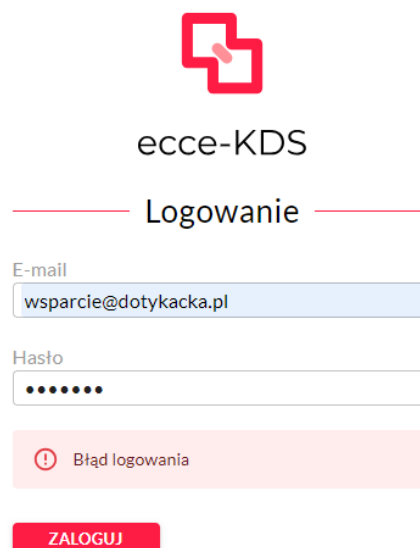 ecce-KDS
Logowanie
E-mail
wsparcie@dotykacka.pl
Hasło
•••••••
Błąd logowania
ZALOGUJ